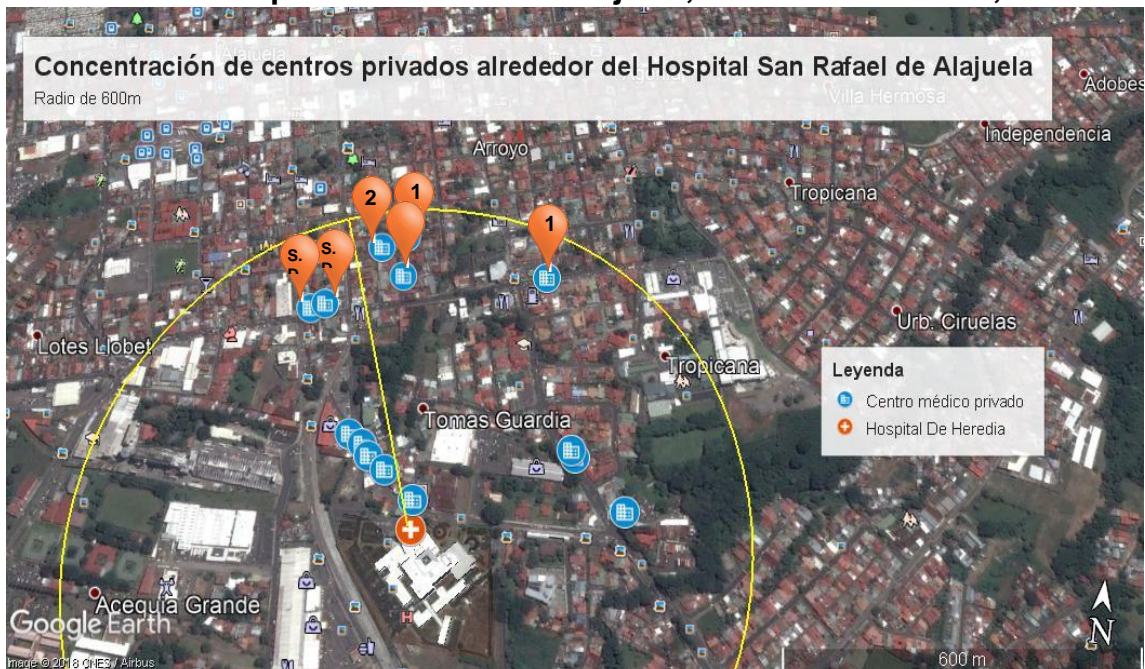 Concentración de centros privados alrededor del Hospital San Rafael de Alajuela
Radio de 600m
Alajuela
Villa Hermosa
Adobes
Independencia
Arroyo
Tropicana
2
1
1
S.
D
S.
D
Urb. Ciruelas
Lotes Llobet
Tropicana
Leyenda
Centro médico privado
Hospital De Heredia
Tomas Guardia
Acequia Grande
Google Earth
H
N
Image © 2018 CNES / Airbus
600 m